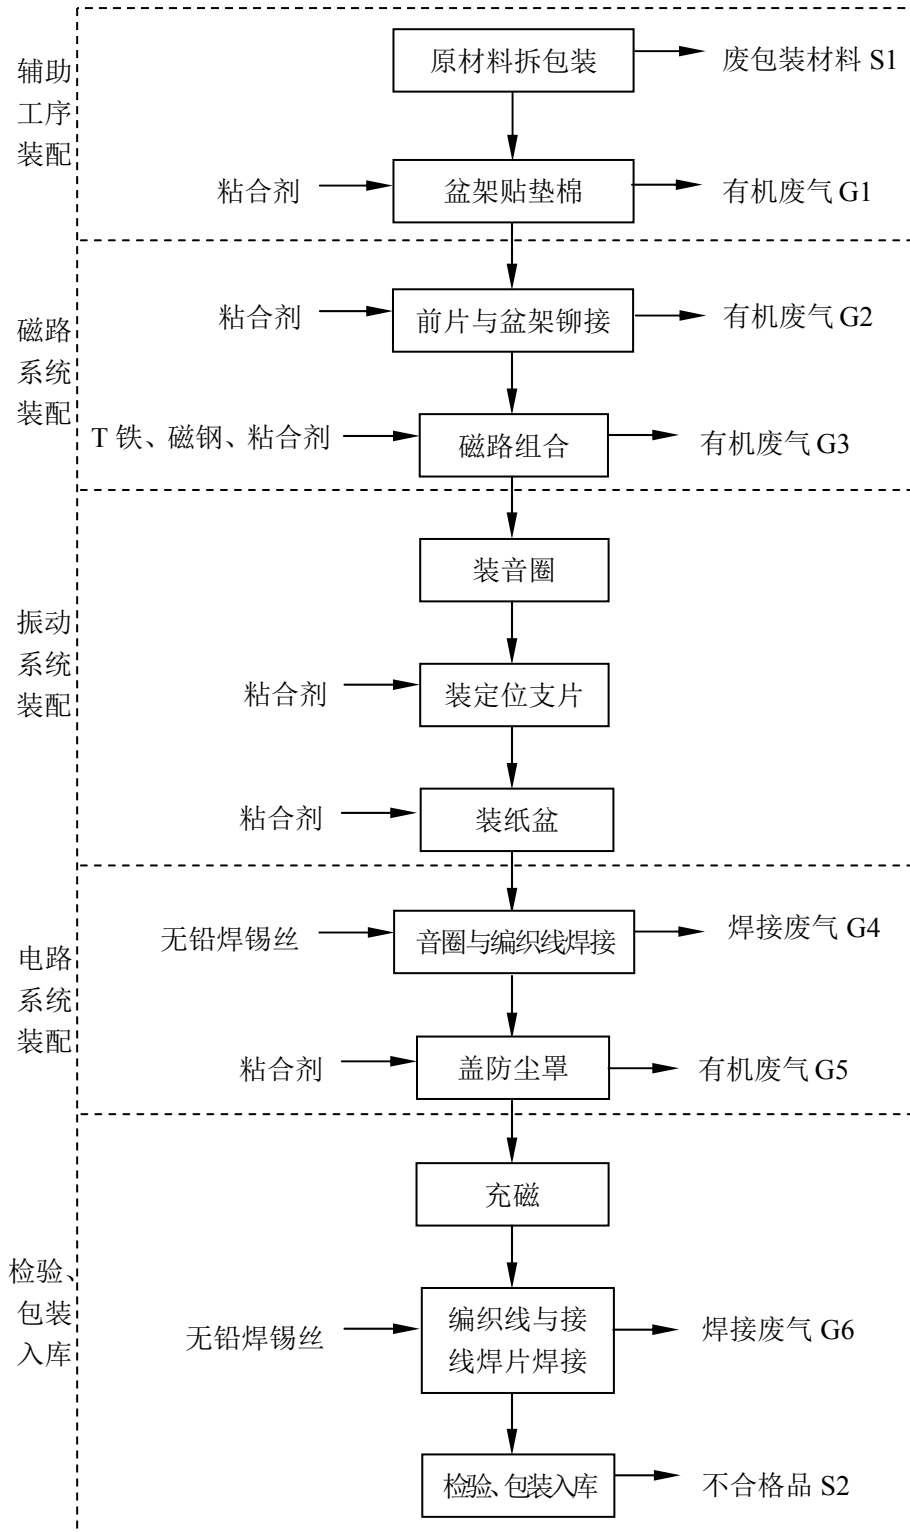 辅助
工序
装配
原材料拆包装
废包装材料 S1
粘合剂
盆架贴垫棉
有机废气 G1
磁路
系统
装配
粘合剂
前片与盆架铆接
有机废气 G2
T 铁、磁钢、粘合剂
磁路组合
有机废气 G3
振动
系统
装配
装音圈
粘合剂
装定位支片
粘合剂
装纸盆
电路
系统
装配
无铅焊锡丝
音圈与编织线焊接
焊接废气 G4
粘合剂
盖防尘罩
有机废气 G5
检验、
包装
入库
充磁
无铅焊锡丝
编织线与接
线焊片焊接
焊接废气 G6
检验、包装入库
不合格品 S2